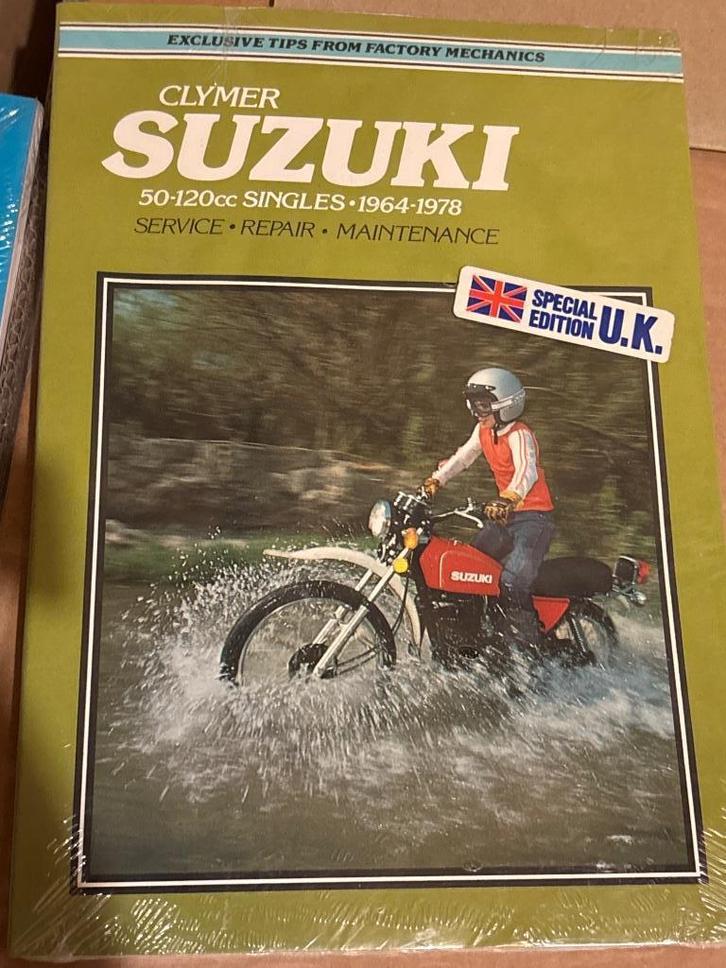 EXCLUSIVE TIPS FROM FACTORY MECHANICS
CLYMER
SUZUKI
50-120cc SINGLES • 1964-1978
SERVICE • REPAIR • MAINTENANCE
SPECIAL
EDITION U.K.
SUZUKI